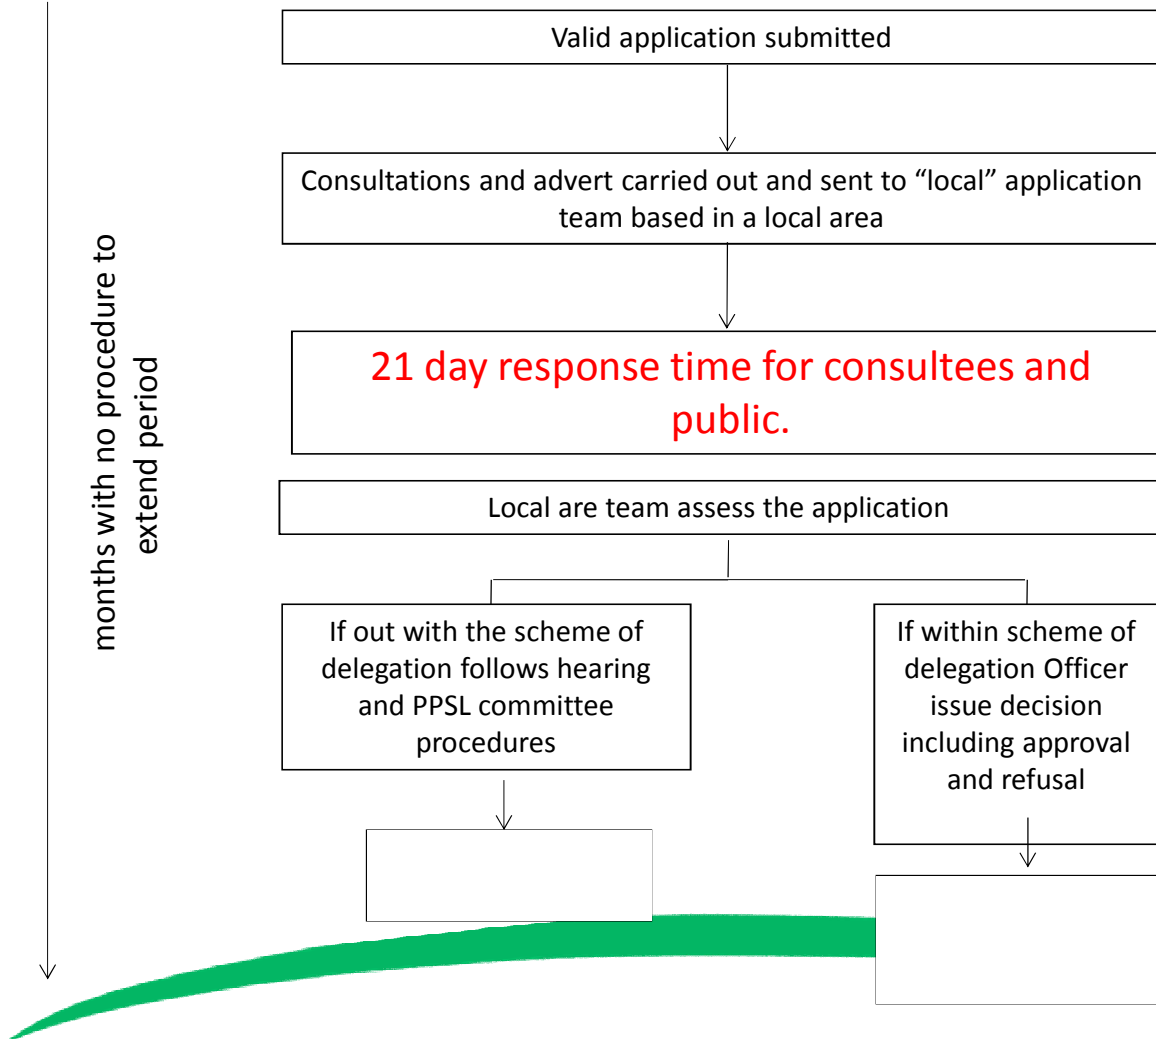 Valid application submitted
Consultations and advert carried out and sent to “local” application
team based in a local area
21 day response time for consultees and
public.
months with no procedure to
extend period
Local are team assess the application
If out with the scheme of
delegation follows hearing
and PPSL committee
procedures
If within scheme of
delegation Officer
issue decision
including approval
and refusal